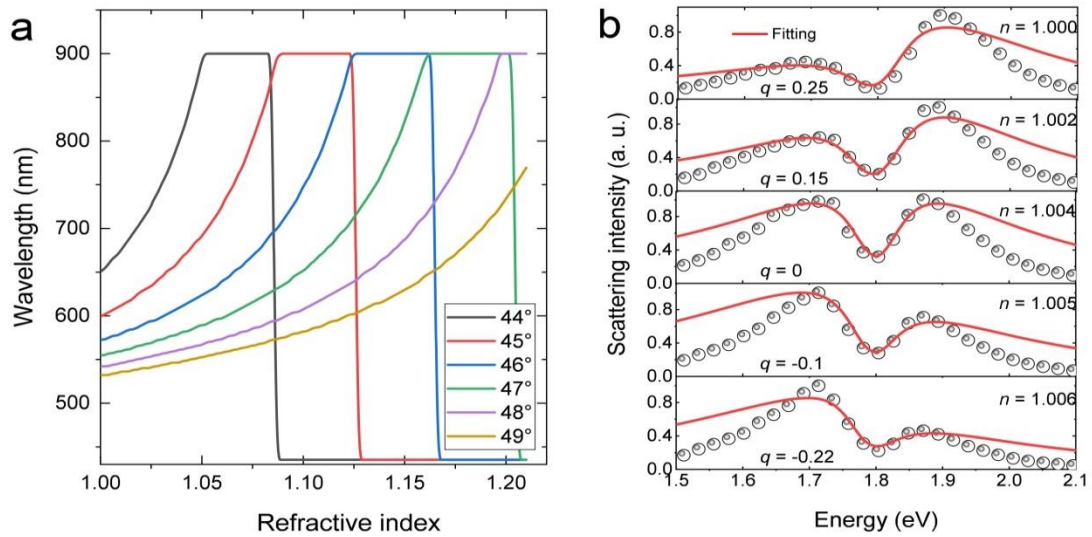 a
Wavelength (nm)
900
800
700
600
500
1.00
1.05
1.10
1.15
1.20
Refractive index
44°
45°
46°
47°
48°
49°
b
Scattering intensity (a. u.)
Fitting
n = 1.000
q = 0.25
0.8
0.4
0.0
n = 1.002
q = 0.15
0.8
0.4
0.0
n = 1.004
q = 0
0.8
0.4
0.0
n = 1.005
q = -0.1
0.8
0.4
0.0
n = 1.006
q = -0.22
0.8
0.4
0.0
1.5
1.6
1.7
1.8
1.9
2.0
2.1
Energy (eV)